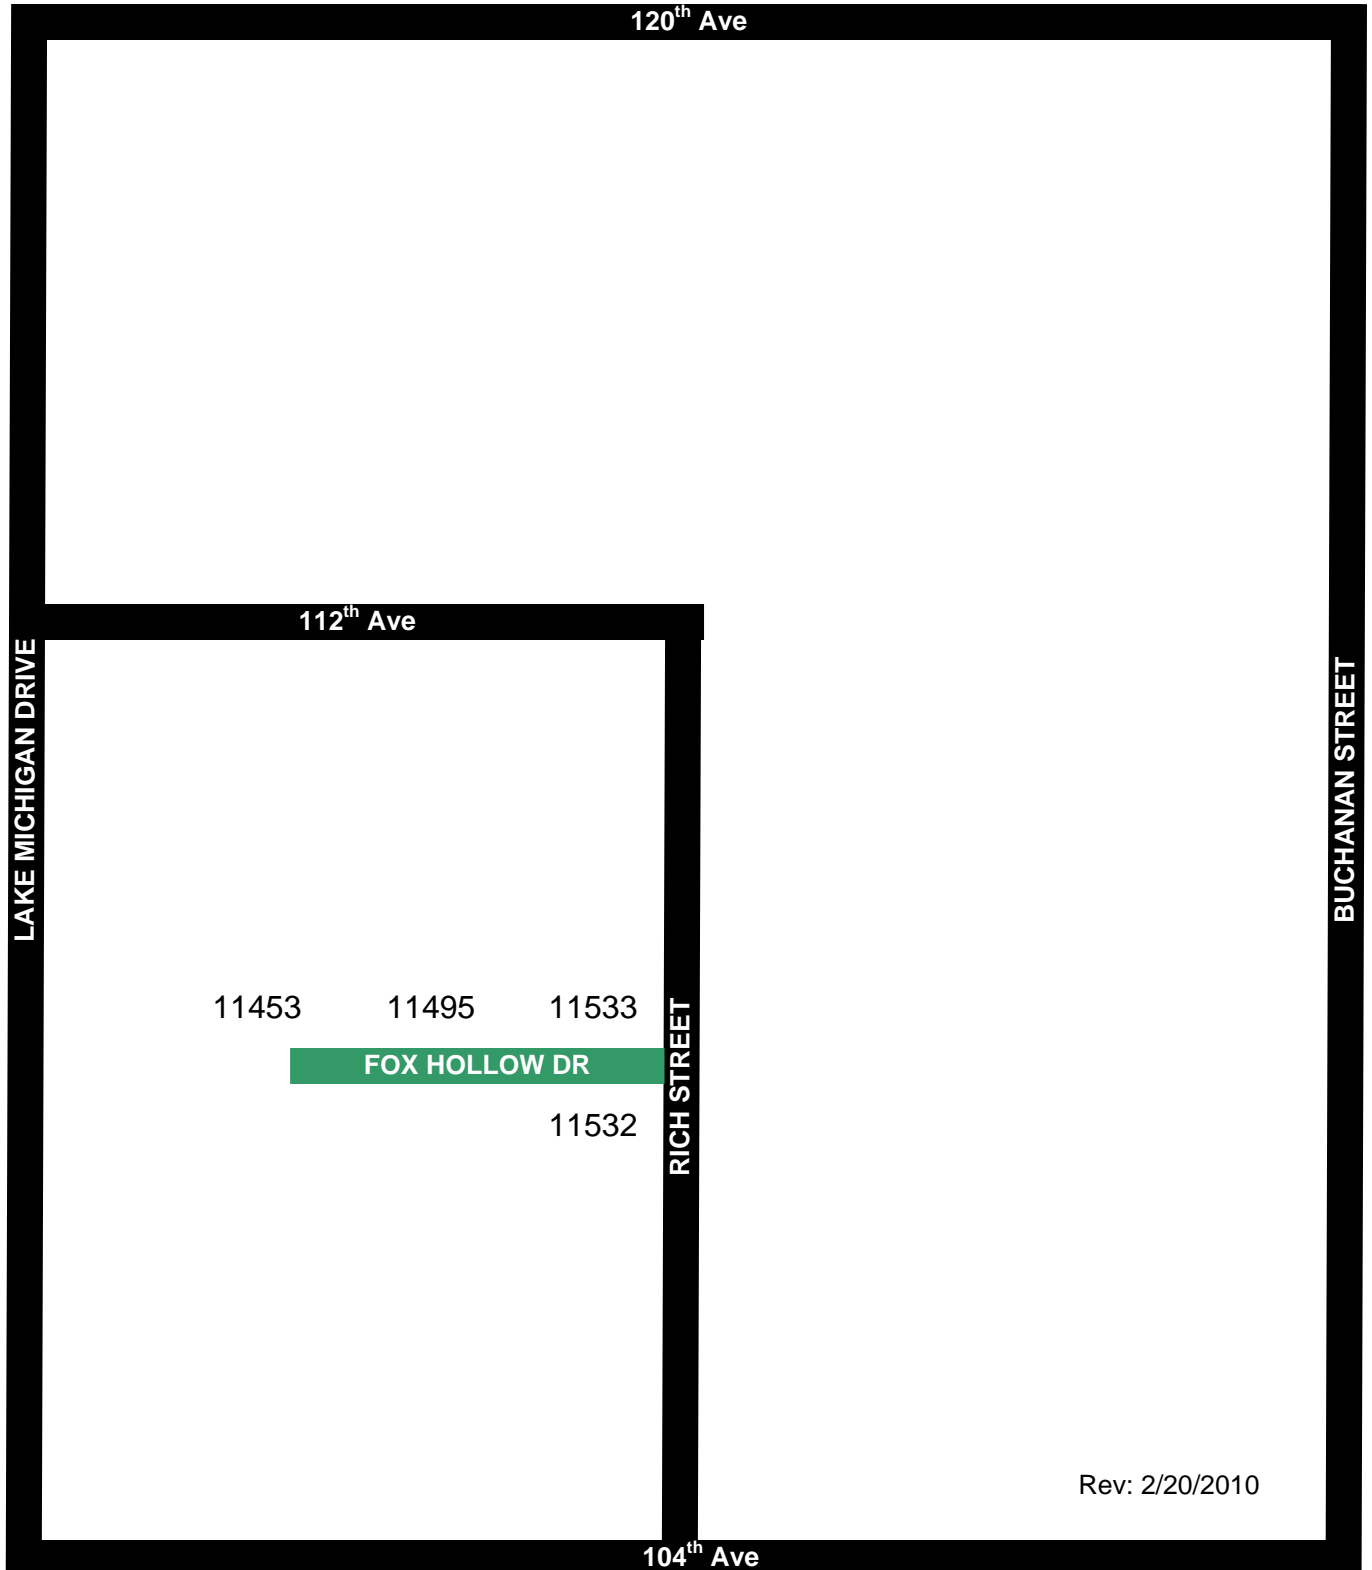 120th Ave
112th Ave
LAKE MICHIGAN DRIVE
BUCHANAN STREET
11453 11495 11533
FOX HOLLOW DR
RICH STREET
11532
Rev: 2/20/2010
104th Ave